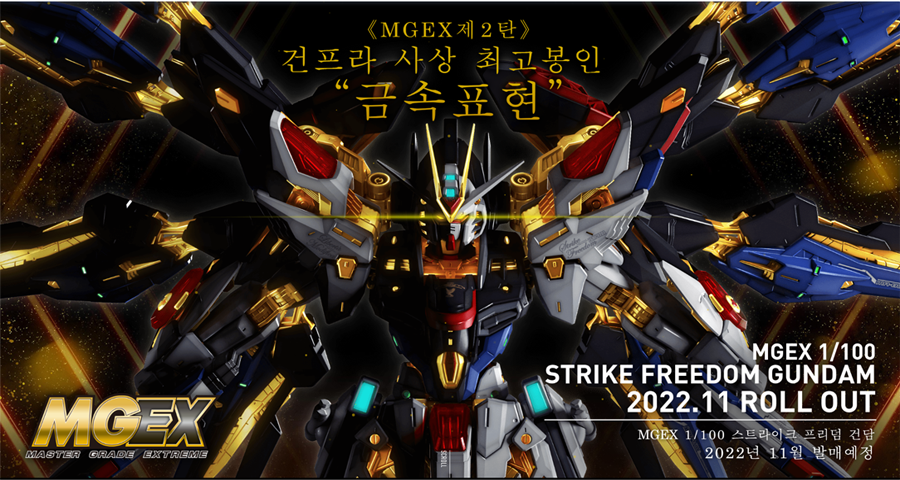 《MGEX제2탄》
건프라 사상 최고봉인
“금속표현”
MGEX 1/100
STRIKE FREEDOM GUNDAM
2022.11 ROLL OUT
MGEX 1/100 스트라이크 프리덤 건담
2022년 11월 발매예정
MGEX
MASTER GRADE EXTREME